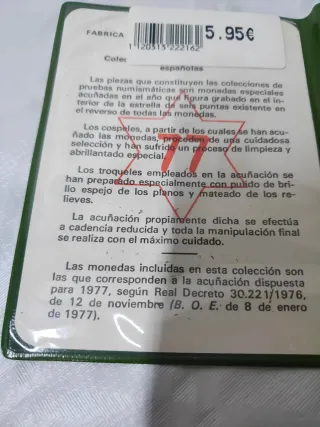 FABRICA
1 120313 222162
5.95€
Cole
españolas
Las piezas que constituyen las colecciones de
pruebas numismáticas son monedas especiales
acuñadas en el año que figura grabado en el in-
terior de la estrella de seis puntas existente en
el reverso de todas las monedas.
Los cospeles, a partir de los cuales se han acu-
ñado las monedas, proceden de una cuidadosa
selección y han sufrido un proceso de limpieza y
abrillantado especial.
77
Los troqueles empleados en la acuñación se
han preparado especialmente con pulido de bri-
llo espejo de los planos y mateado de los re-
lieves.
La acuñación propiamente dicha se efectúa
a cadencia reducida y toda la manipulación final
se realiza con el máximo cuidado.
Las monedas incluidas en esta colección son
las que corresponden a la acuñación dispuesta
para 1977, según Real Decreto 30.221/1976,
de 12 de noviembre (B. O. E. de 8 de enero
de 1977).